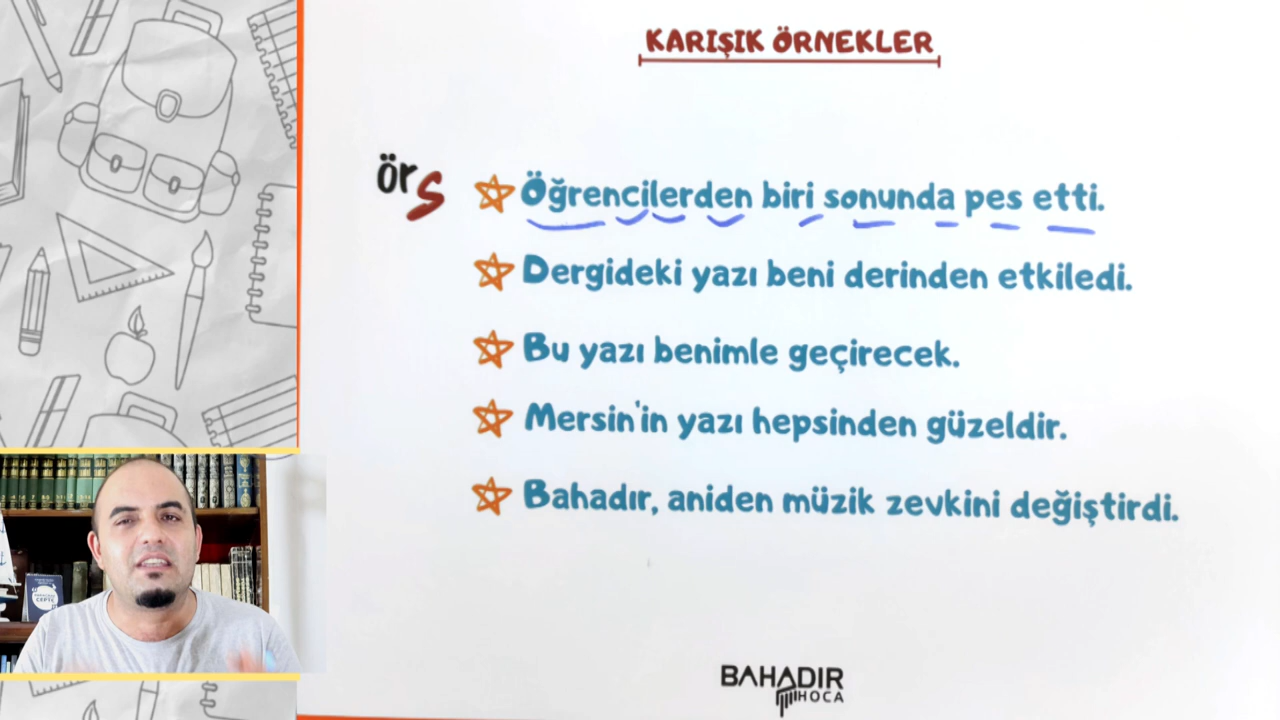 KARIŞIK ÖRNEKLER
örs
Öğrencilerden biri sonunda pes etti.
Dergideki yazı beni derinden etkiledi.
Bu yazı benimle geçirecek.
Mersin'in yazı hepsinden güzeldir.
Bahadır, aniden müzik zevkini değiştirdi.
BAHADIR
HOCA